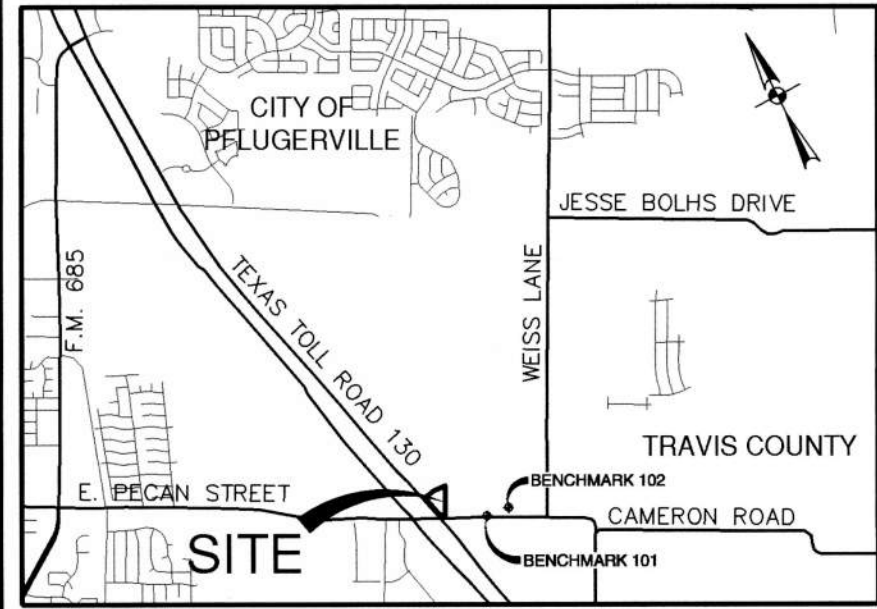 CITY OF
PFLUGERVILLE
JESSE BOLHS DRIVE
F.M. 685
TEXAS TOLL ROAD 130
WEISS LANE
TRAVIS COUNTY
E. PECAN STREET
BENCHMARK 102
CAMERON ROAD
SITE
BENCHMARK 101